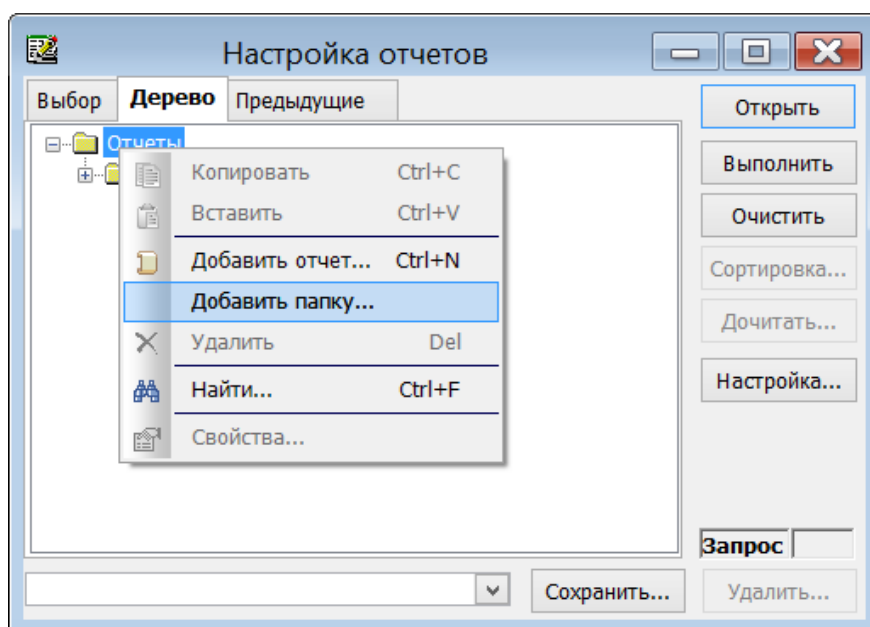 Настройка отчетов
Выбор Дерево Предыдущие
Отчеты
Копировать Ctrl+C
Вставить Ctrl+V
Добавить отчет... Ctrl+N
Добавить папку...
Удалить Del
Найти... Ctrl+F
Свойства...
Открыть
Выполнить
Очистить
Сортировка...
Дочитать...
Настройка...
Запрос
Сохранить... Удалить...